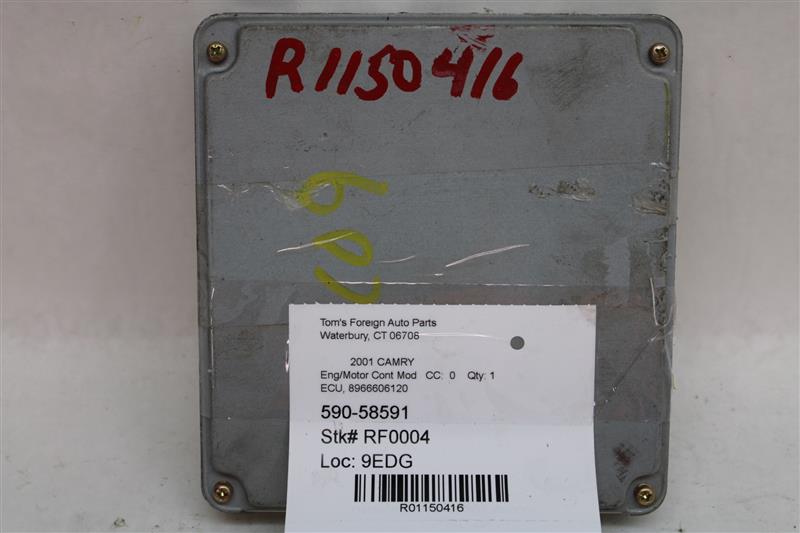 R1150416
Tom's Foreign Auto Parts
Waterbury, CT 06706
2001 CAMRY
Eng/Motor Cont Mod CC: 0 Qty: 1
ECU, 8966606120
590-58591
Stk# RF0004
Loc: 9EDG
R01150416